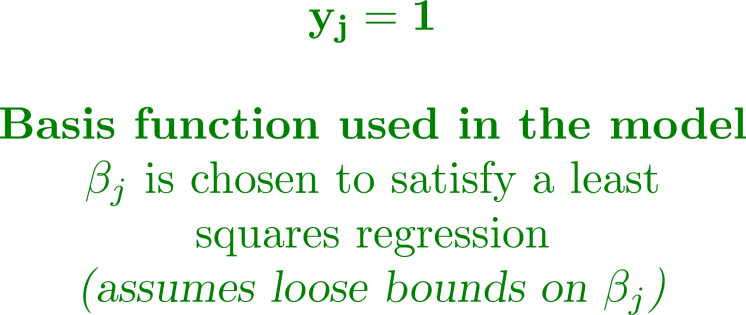 y_j = 1
Basis function used in the model
β_j is chosen to satisfy a least
squares regression
(assumes loose bounds on β_j)